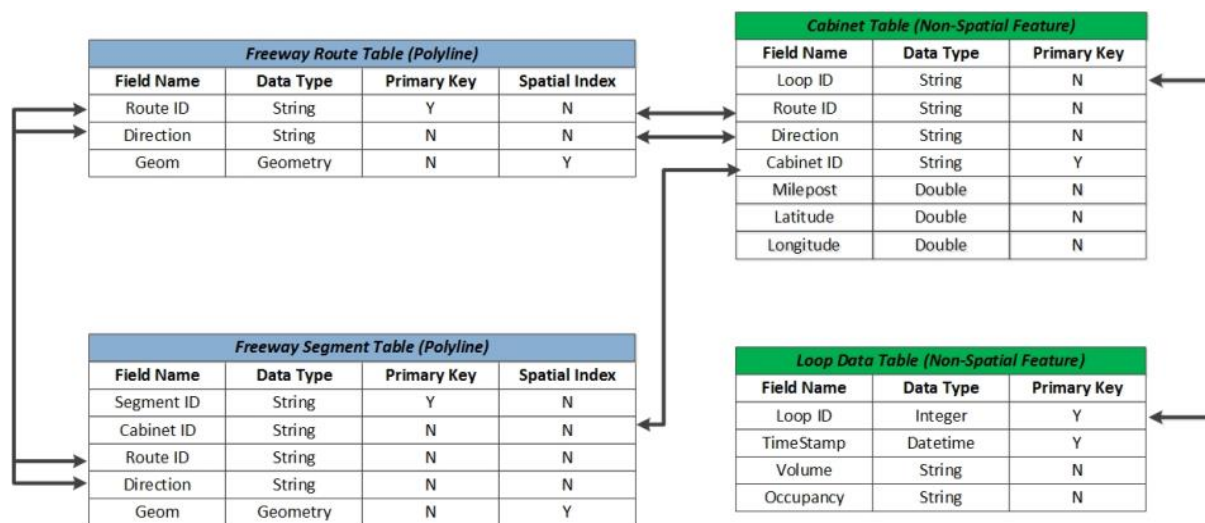 Freeway Route Table (Polyline)
Field Name Data Type Primary Key Spatial Index
Route ID String Y N
Direction String N N
Geom Geometry N Y
Cabinet Table (Non-Spatial Feature)
Field Name Data Type Primary Key
Loop ID String N
Route ID String N
Direction String N
Cabinet ID String Y
Milepost Double N
Latitude Double N
Longitude Double N
Freeway Segment Table (Polyline)
Field Name Data Type Primary Key Spatial Index
Segment ID String Y N
Cabinet ID String N N
Route ID String N N
Direction String N N
Geom Geometry N Y
Loop Data Table (Non-Spatial Feature)
Field Name Data Type Primary Key
Loop ID Integer Y
TimeStamp Datetime Y
Volume String N
Occupancy String N